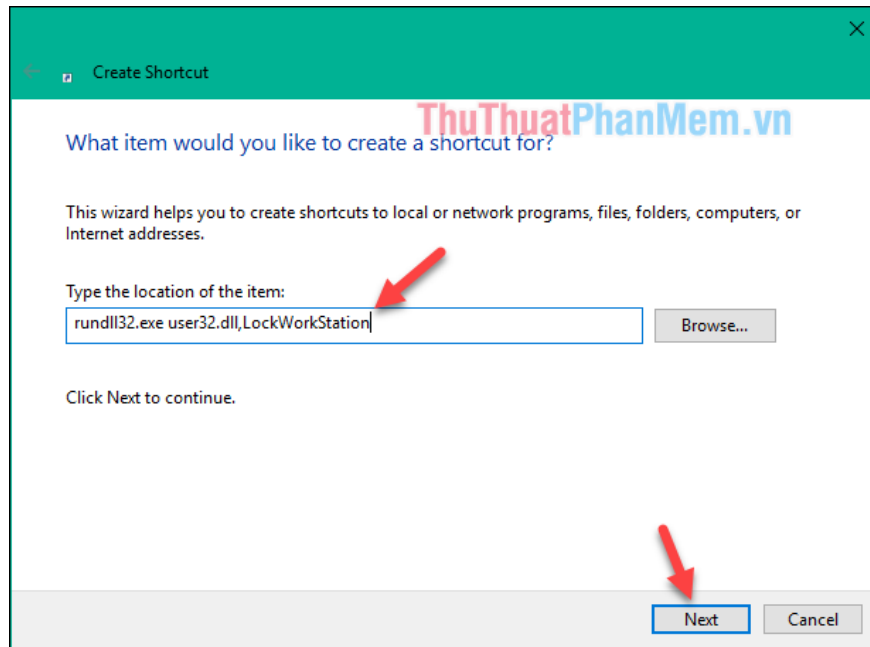 Create Shortcut
ThuThuatPhanMem.vn
What item would you like to create a shortcut for?
This wizard helps you to create shortcuts to local or network programs, files, folders, computers, or
Internet addresses.
Type the location of the item:
rundll32.exe user32.dll,LockWorkStation
Browse...
Click Next to continue.
Next
Cancel